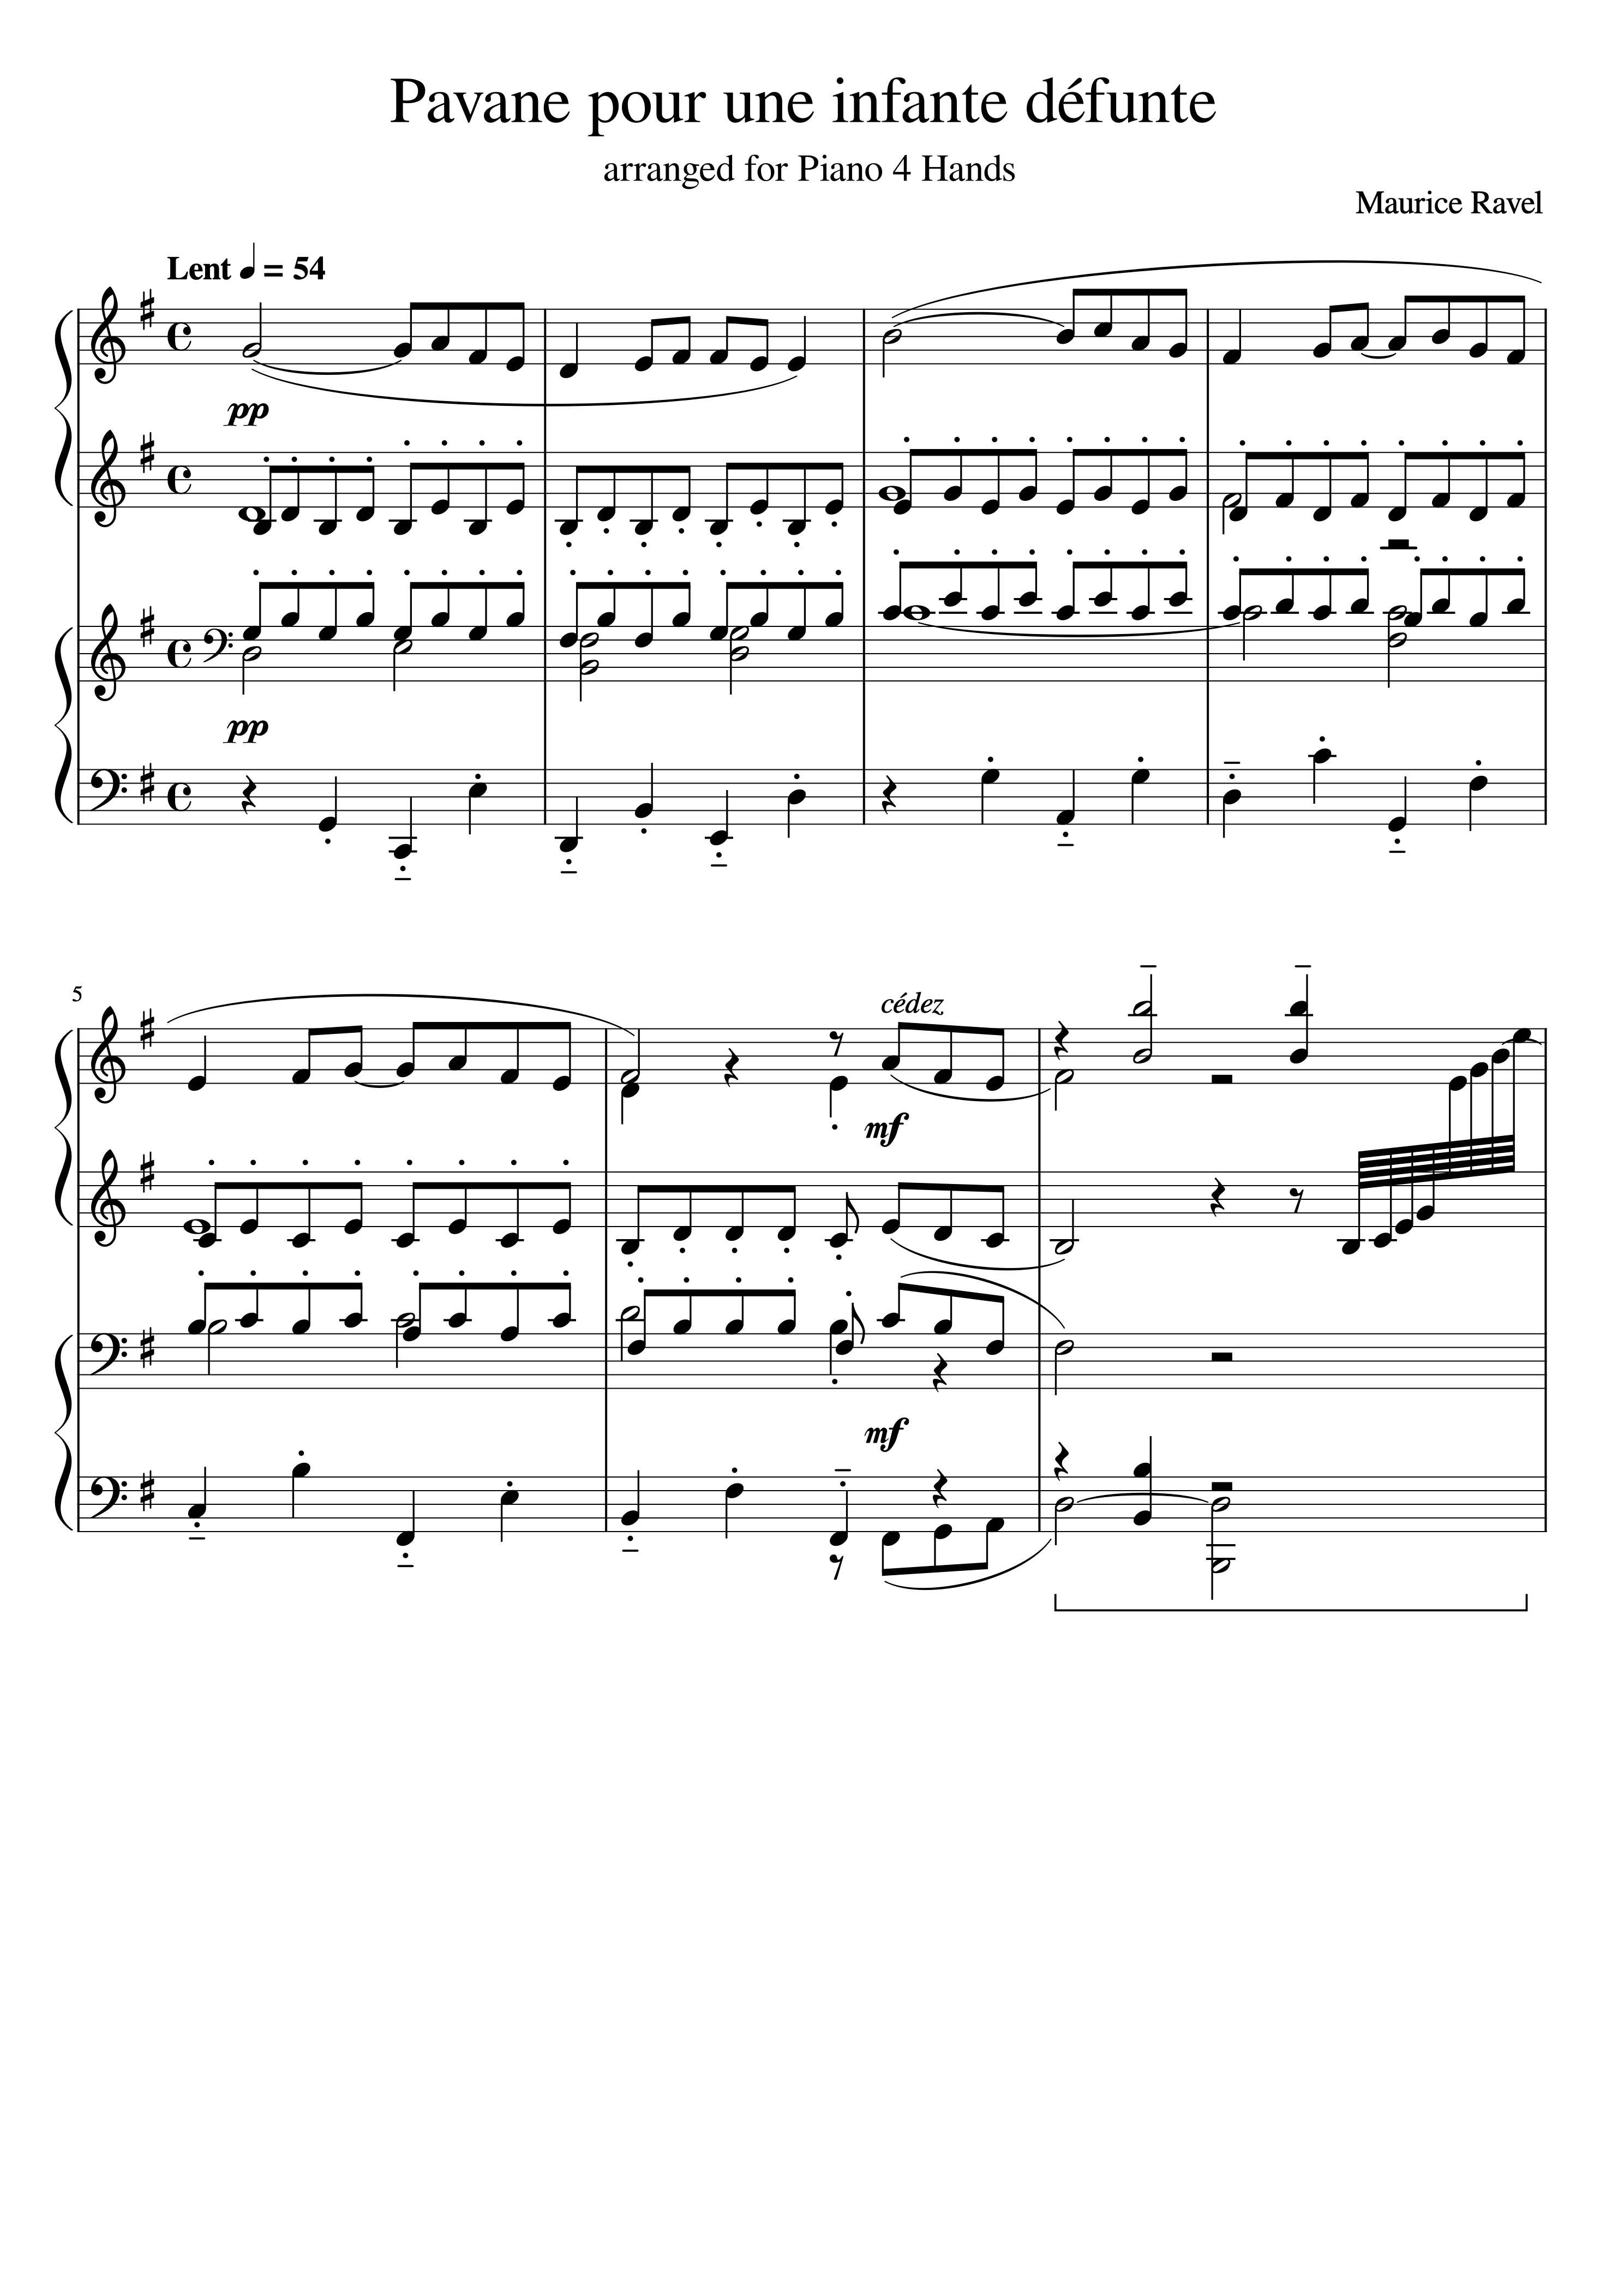 Pavane pour une infante défunte
arranged for Piano 4 Hands
Maurice Ravel
Lent ♩ = 54
pp
pp
5
cédez
mf
mf